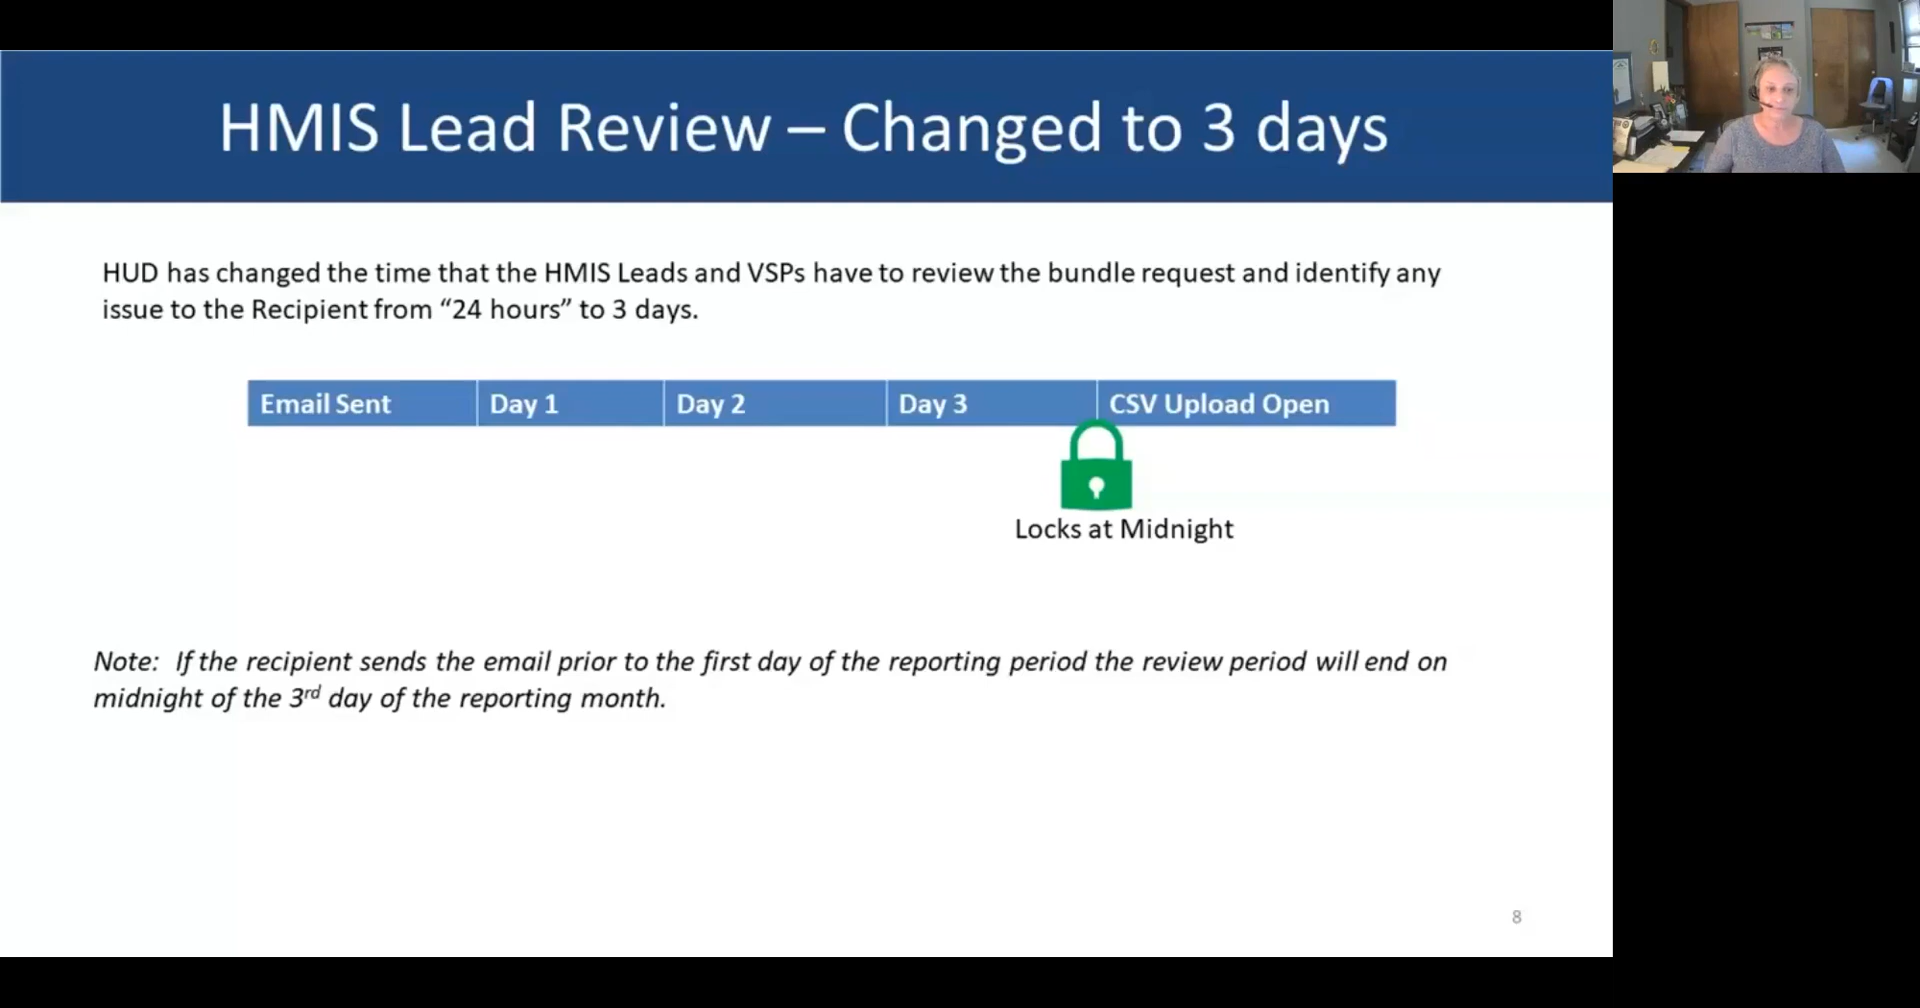 HMIS Lead Review – Changed to 3 days
HUD has changed the time that the HMIS Leads and VSPs have to review the bundle request and identify any
issue to the Recipient from “24 hours” to 3 days.
Email Sent Day 1 Day 2 Day 3 CSV Upload Open
Locks at Midnight
Note: If the recipient sends the email prior to the first day of the reporting period the review period will end on
midnight of the 3rd day of the reporting month.
8